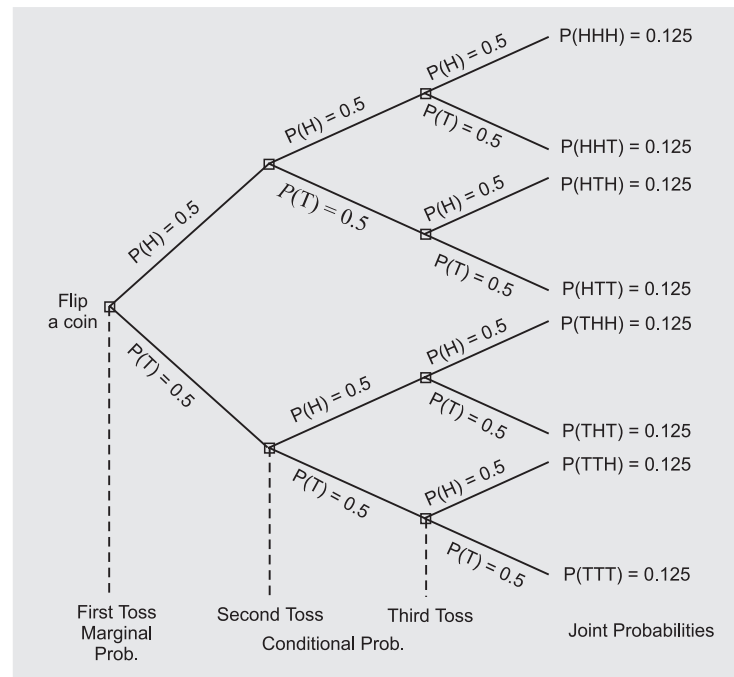 P(H) = 0.5
P(HHH) = 0.125
P(H) = 0.5
P(T) = 0.5
P(HHT) = 0.125
P(H) = 0.5
P(HTH) = 0.125
P(T) = 0.5
P(H) = 0.5
P(T) = 0.5
P(HTT) = 0.125
Flip
a coin
P(THH) = 0.125
P(H) = 0.5
P(T) = 0.5
P(H) = 0.5
P(T) = 0.5
P(THT) = 0.125
P(TTH) = 0.125
P(H) = 0.5
P(T) = 0.5
P(T) = 0.5
P(TTT) = 0.125
First Toss
Marginal
Prob.
Second Toss
Third Toss
Conditional Prob.
Joint Probabilities